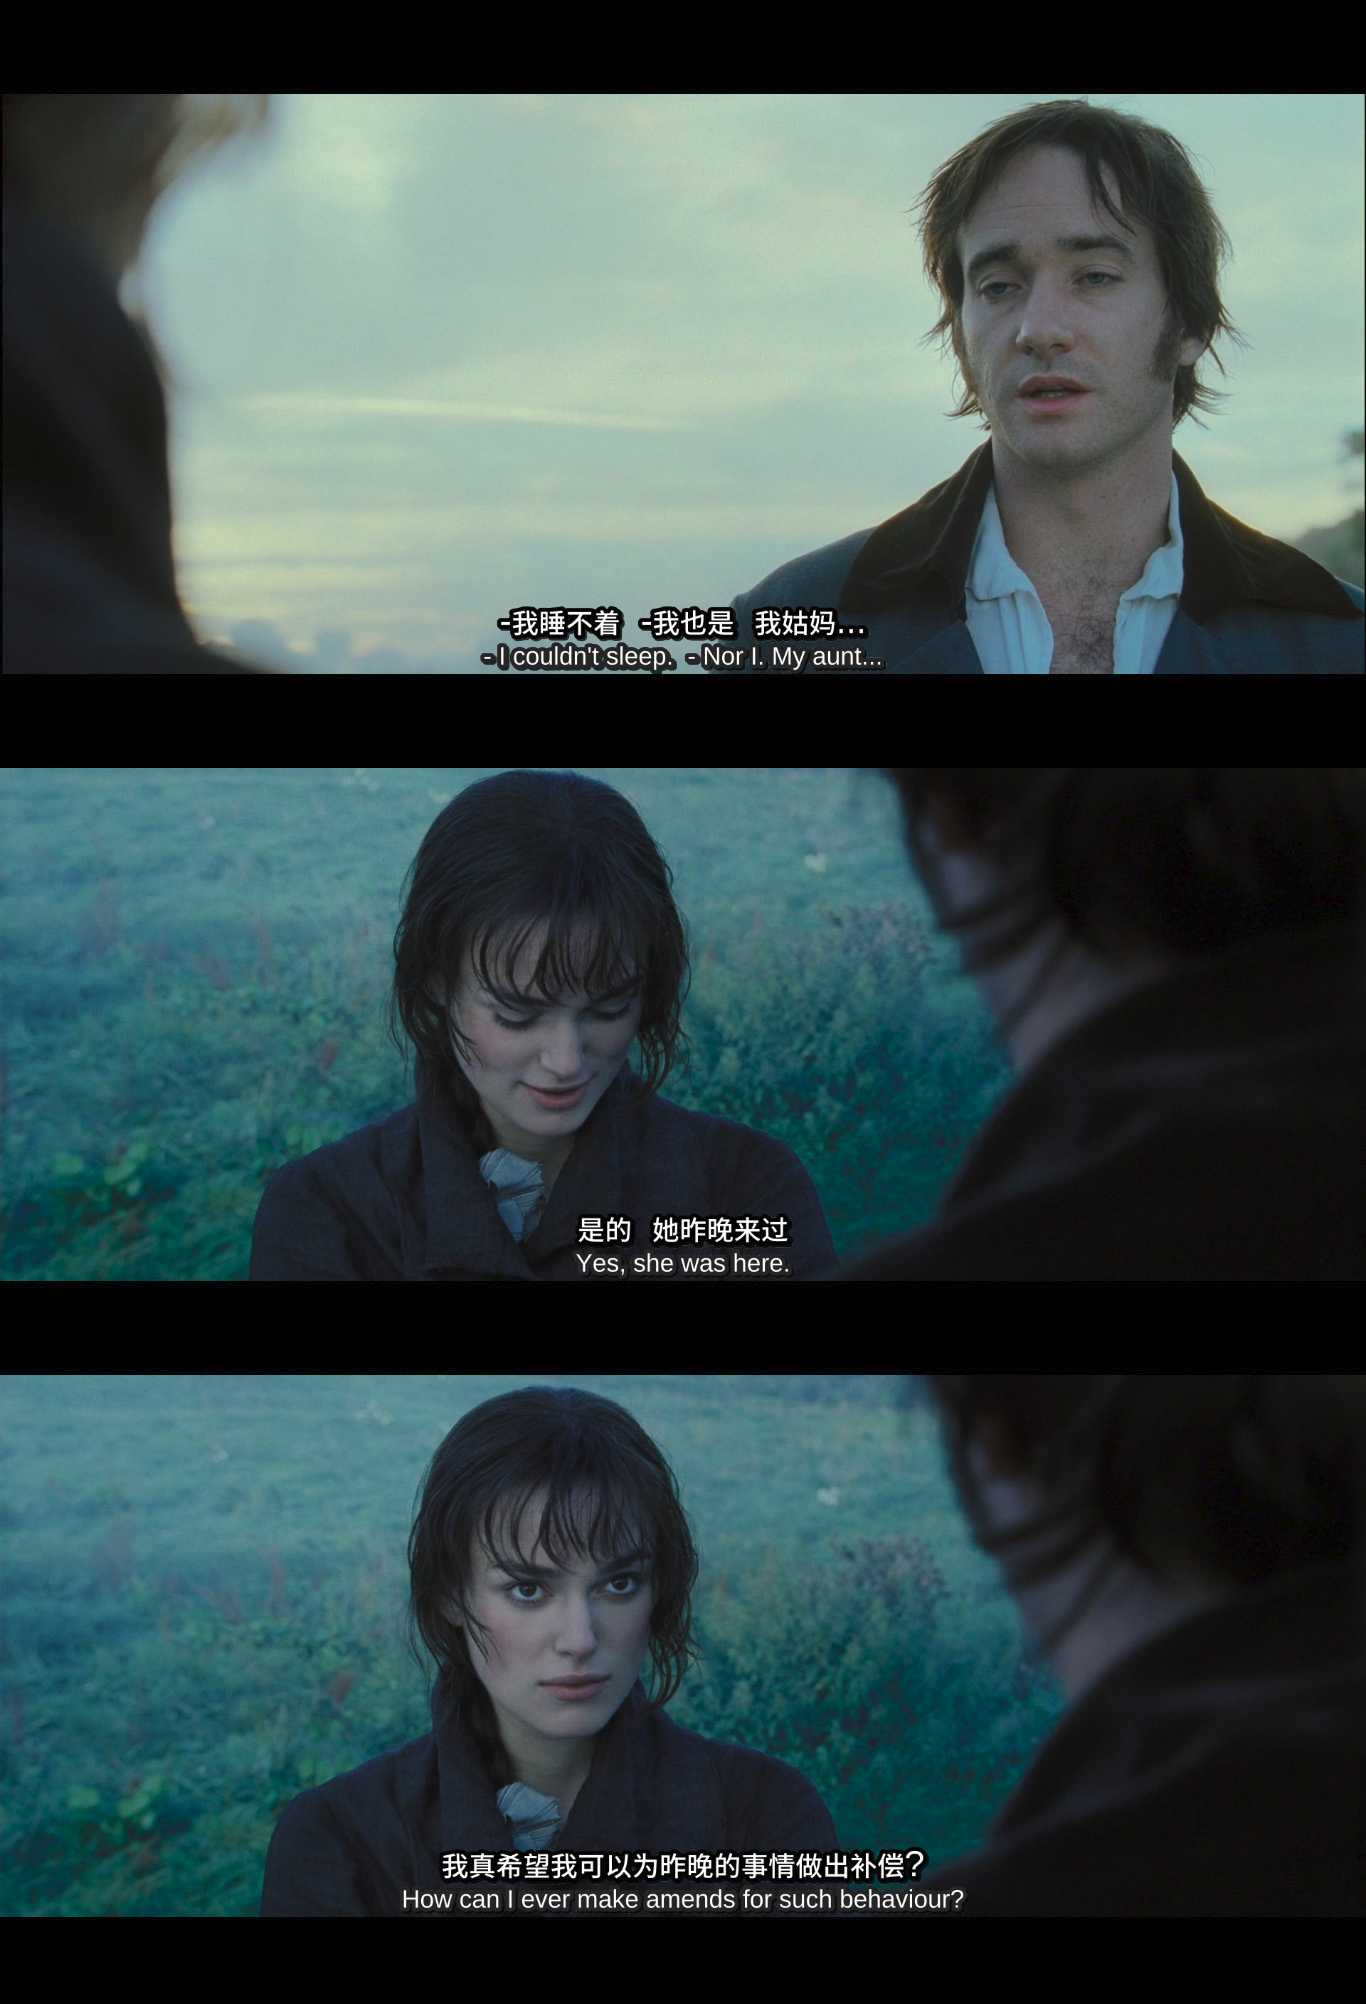 -我睡不着 -我也是 我姑妈...
- I couldn't sleep. - Nor I. My aunt...
是的 她昨晚来过
Yes, she was here.
我真希望我可以为昨晚的事情做出补偿?
How can I ever make amends for such behaviour?